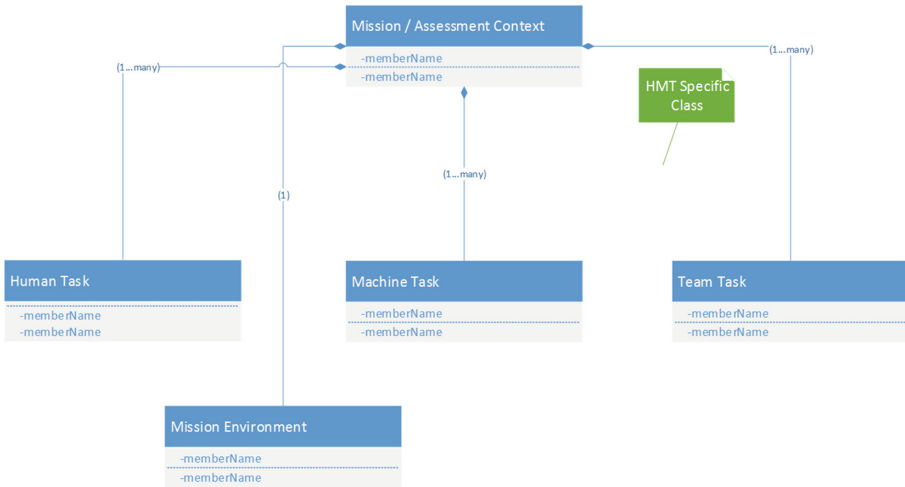 Mission / Assessment Context
-memberName
-memberName
(1...many)
(1...many)
HMT Specific
Class
(1...many)
(1)
Human Task
-memberName
-memberName
Machine Task
-memberName
-memberName
Team Task
-memberName
-memberName
Mission Environment
-memberName
-memberName